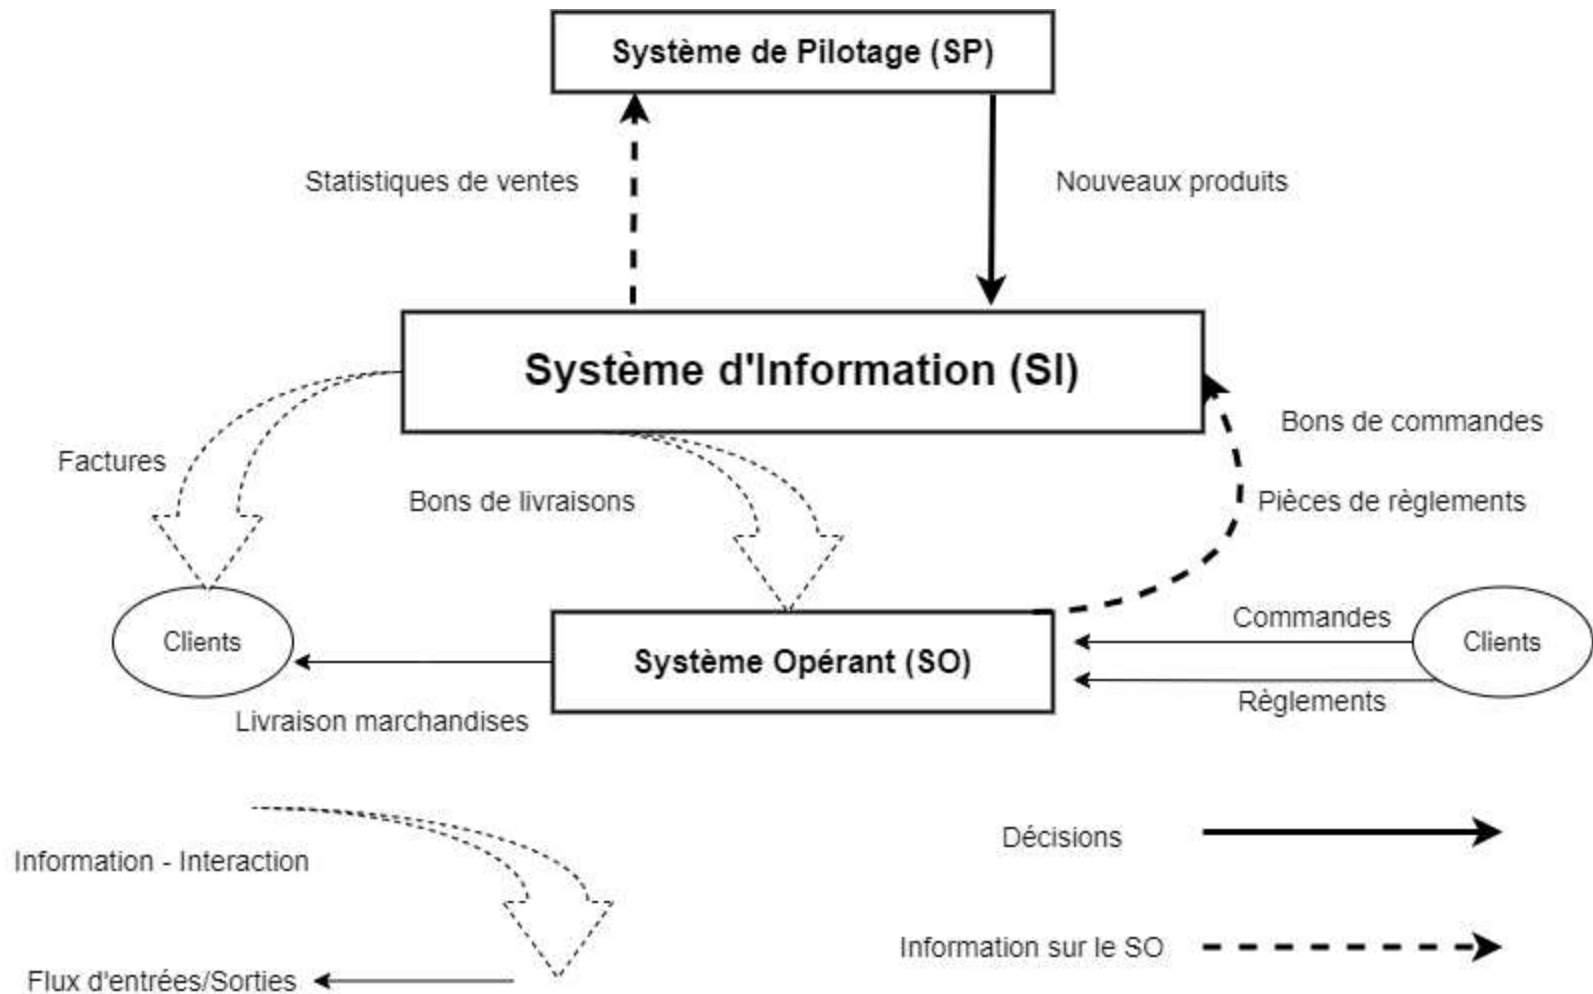 Système de Pilotage (SP)
Statistiques de ventes
Nouveaux produits
Système d'Information (SI)
Bons de commandes
Factures
Bons de livraisons
Pièces de règlements
Commandes
Clients
Système Opérant (SO)
Clients
Règlements
Livraison marchandises
Décisions
Information - Interaction
Information sur le SO
Flux d'entrées/Sorties